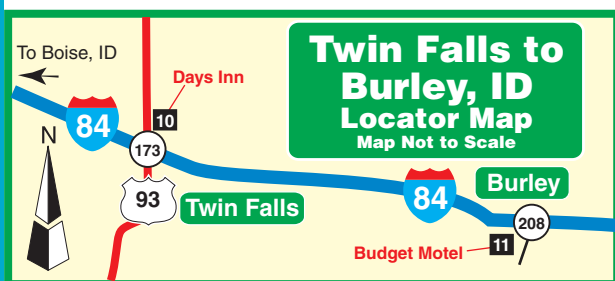 Twin Falls to
Burley, ID
Locator Map
Map Not to Scale
To Boise, ID
Days Inn
10
84
N
173
93
Twin Falls
84
Burley
208
11
Budget Motel